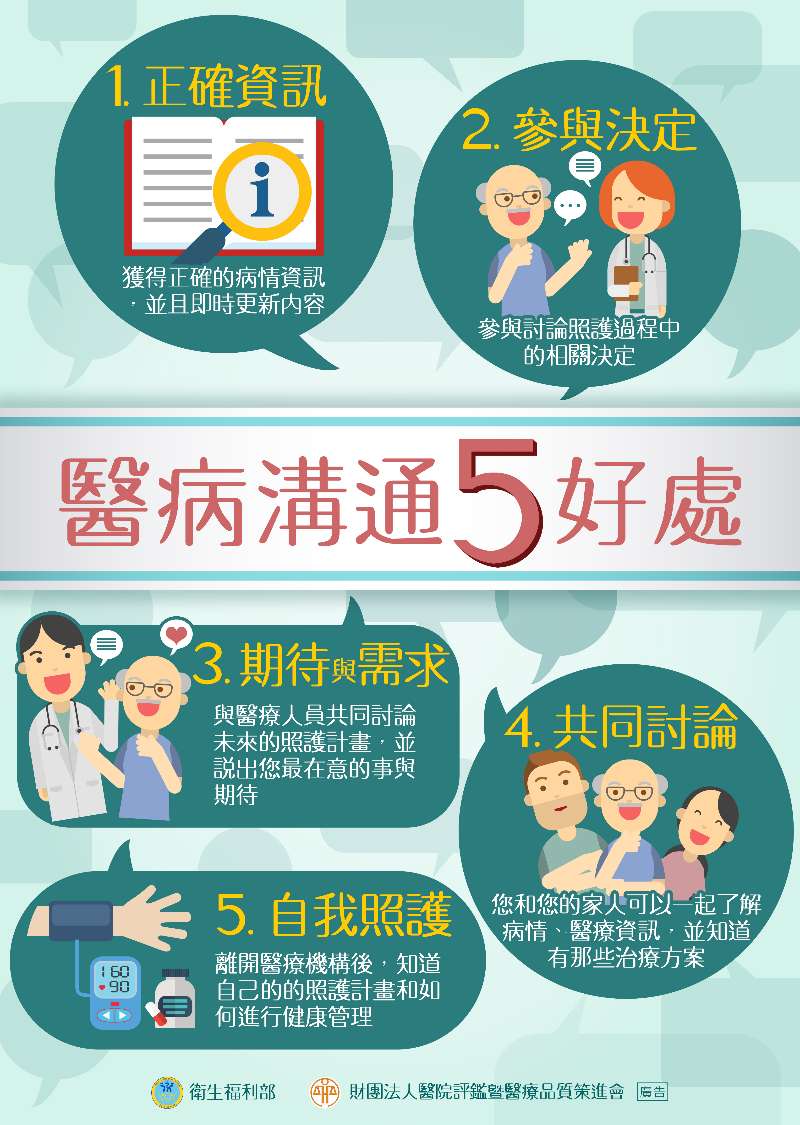 1. 正確資訊
獲得正確的病情資訊
，並且即時更新內容
2. 參與決定
參與討論照護過程中
的相關決定
醫病溝通5好處
3. 期待與需求
與醫療人員共同討論
未來的照護計畫，並
說出您最在意的事與
期待
4. 共同討論
您和您的家人可以一起了解
病情、醫療資訊，並知道
有那些治療方案
5. 自我照護
離開醫療機構後，知道
自己的的照護計畫和如
何進行健康管理
160
90
衛生福利部
財團法人醫院評鑑暨醫療品質策進會 廣告